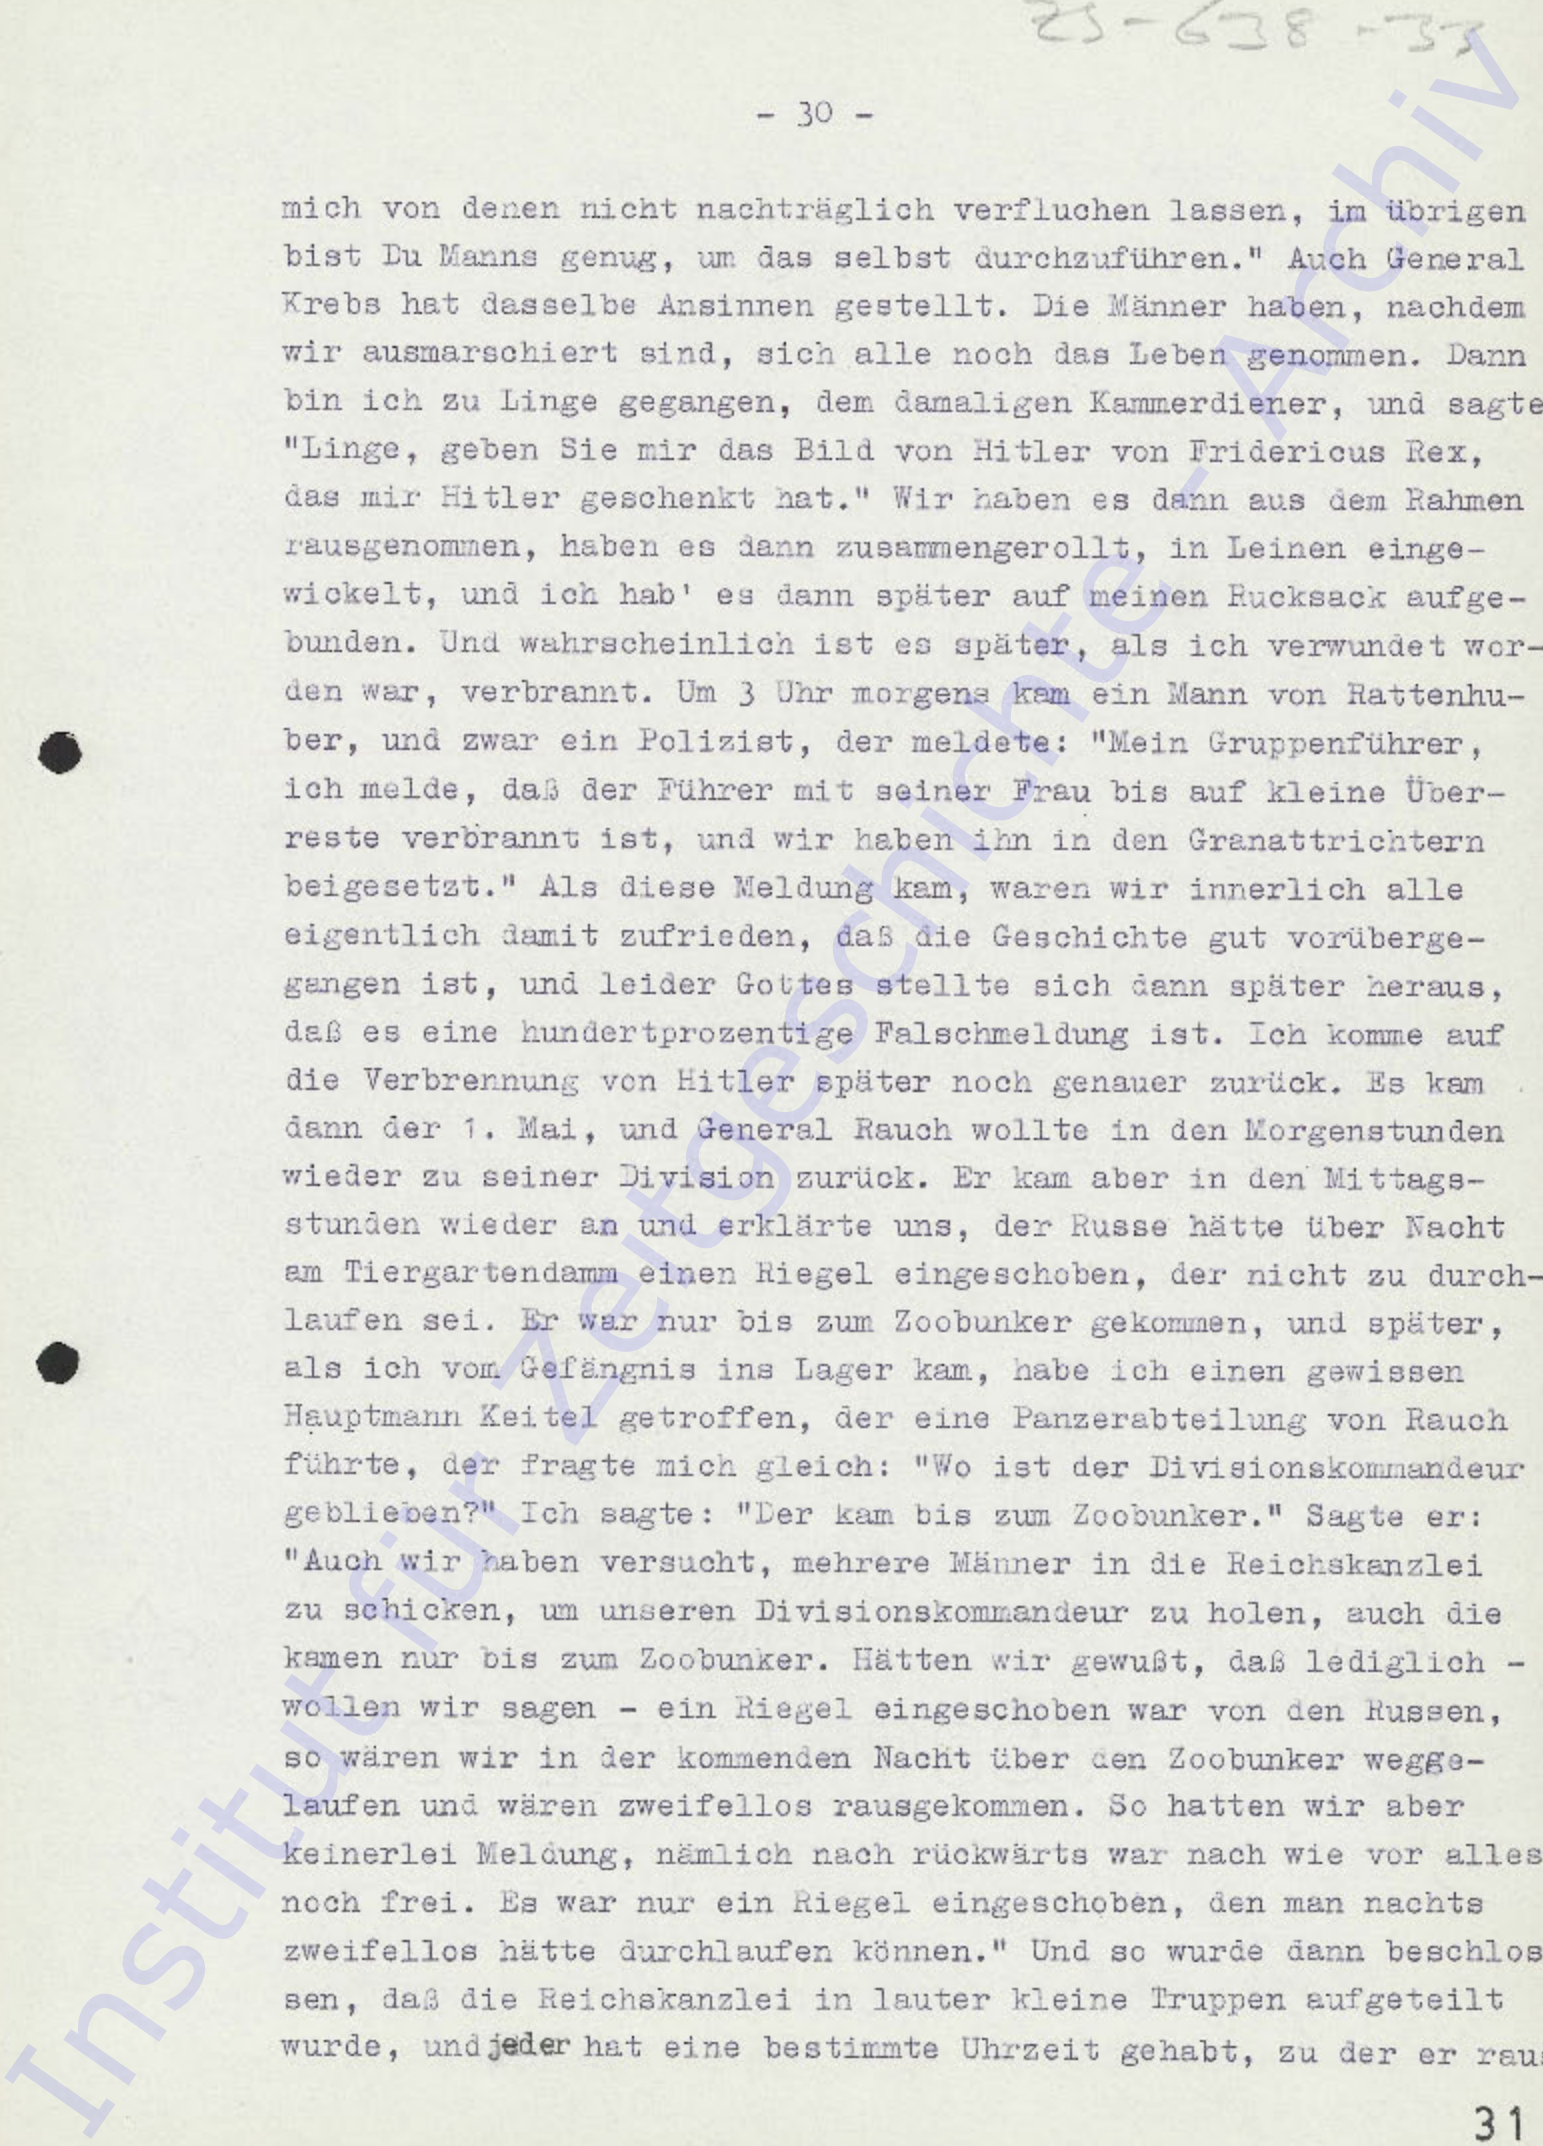 ZS-638-33
- 30 -
mich von denen nicht nachträglich verfluchen lassen, im übrigen
bist Du Manns genug, um das selbst durchzuführen." Auch General
Krebs hat dasselbe Ansinnen gestellt. Die Männer haben, nachdem
wir ausmarschiert sind, sich alle noch das Leben genommen. Dann
bin ich zu Linge gegangen, dem damaligen Kammerdiener, und sagte
"Linge, geben Sie mir das Bild von Hitler von Fridericus Rex,
das mir Hitler geschenkt hat." Wir haben es dann aus dem Rahmen
rausgenommen, haben es dann zusammengerollt, in Leinen einge-
wickelt, und ich hab' es dann später auf meinen Rucksack aufge-
bunden. Und wahrscheinlich ist es später, als ich verwundet wor-
den war, verbrannt. Um 3 Uhr morgens kam ein Mann von Rattenhu-
ber, und zwar ein Polizist, der meldete: "Mein Gruppenführer,
ich melde, daß der Führer mit seiner Frau bis auf kleine Über-
reste verbrannt ist, und wir haben ihn in den Granattrichtern
beigesetzt." Als diese Meldung kam, waren wir innerlich alle
eigentlich damit zufrieden, daß die Geschichte gut vorüberge-
gangen ist, und leider Gottes stellte sich dann später heraus,
daß es eine hundertprozentige Falschmeldung ist. Ich komme auf
die Verbrennung von Hitler später noch genauer zurück. Es kam
dann der 1. Mai, und General Rauch wollte in den Morgenstunden
wieder zu seiner Division zurück. Er kam aber in den Mittags-
stunden wieder an und erklärte uns, der Russe hätte über Nacht
am Tiergartendamm einen Riegel eingeschoben, der nicht zu durch-
laufen sei. Er war nur bis zum Zoobunker gekommen, und später,
als ich vom Gefängnis ins Lager kam, habe ich einen gewissen
Hauptmann Keitel getroffen, der eine Panzerabteilung von Rauch
führte, der fragte mich gleich: "Wo ist der Divisionskommandeur
geblieben?" Ich sagte: "Der kam bis zum Zoobunker." Sagte er:
"Auch wir haben versucht, mehrere Männer in die Reichskanzlei
zu schicken, um unseren Divisionskommandeur zu holen, auch die
kamen nur bis zum Zoobunker. Hätten wir gewußt, daß lediglich -
wollen wir sagen - ein Riegel eingeschoben war von den Russen,
so wären wir in der kommenden Nacht über den Zoobunker wegge-
laufen und wären zweifellos rausgekommen. So hatten wir aber
keinerlei Meldung, nämlich nach rückwärts war nach wie vor alles
noch frei. Es war nur ein Riegel eingeschoben, den man nachts
zweifellos hätte durchlaufen können." Und so wurde dann beschlos
sen, daß die Reichskanzlei in lauter kleine Truppen aufgeteilt
wurde, und jeder hat eine bestimmte Uhrzeit gehabt, zu der er raus
31
Institut für Zeitgeschichte - Archiv